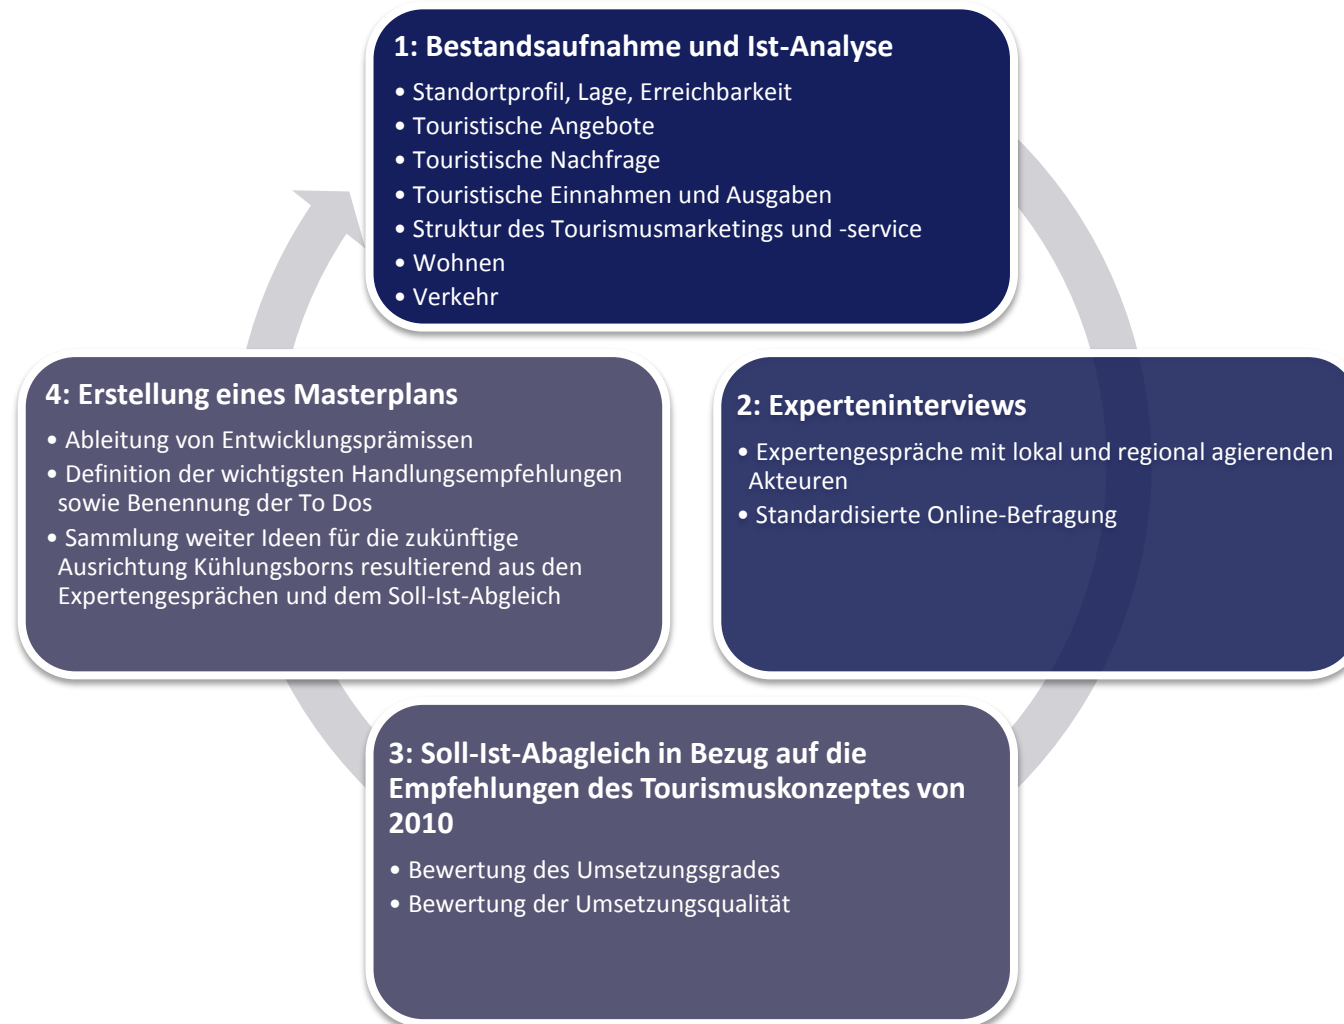 1: Bestandsaufnahme und Ist-Analyse
• Standortprofil, Lage, Erreichbarkeit
• Touristische Angebote
• Touristische Nachfrage
• Touristische Einnahmen und Ausgaben
• Struktur des Tourismusmarketings und -service
• Wohnen
• Verkehr
2: Experteninterviews
• Expertengespräche mit lokal und regional agierenden
Akteuren
• Standardisierte Online-Befragung
3: Soll-Ist-Abagleich in Bezug auf die
Empfehlungen des Tourismuskonzeptes von
2010
• Bewertung des Umsetzungsgrades
• Bewertung der Umsetzungsqualität
4: Erstellung eines Masterplans
• Ableitung von Entwicklungsprämissen
• Definition der wichtigsten Handlungsempfehlungen
sowie Benennung der To Dos
• Sammlung weiter Ideen für die zukünftige
Ausrichtung Kühlungsborns resultierend aus den
Expertengesprächen und dem Soll-Ist-Abgleich